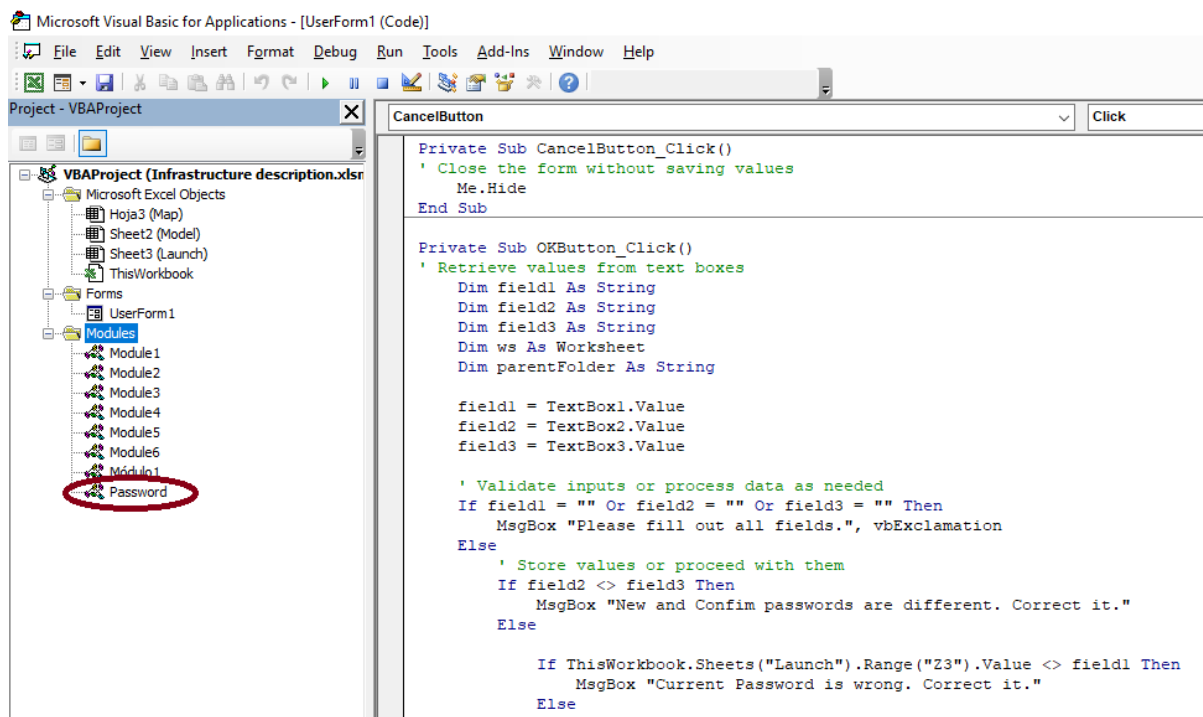 Microsoft Visual Basic for Applications - [UserForm1 (Code)]
File Edit View Insert Format Debug Run Tools Add-Ins Window Help
Project - VBAProject
VBAProject (Infrastructure description.xlsm
Microsoft Excel Objects
Hoja3 (Map)
Sheet2 (Model)
Sheet3 (Launch)
ThisWorkbook
Forms
UserForm1
Modules
Module1
Module2
Module3
Module4
Module5
Module6
Módulo1
Password
CancelButton
Click
Private Sub CancelButton_Click()
' Close the form without saving values
Me.Hide
End Sub
Private Sub OKButton_Click()
' Retrieve values from text boxes
Dim field1 As String
Dim field2 As String
Dim field3 As String
Dim ws As Worksheet
Dim parentFolder As String
field1 = TextBox1.Value
field2 = TextBox2.Value
field3 = TextBox3.Value
' Validate inputs or process data as needed
If field1 = "" Or field2 = "" Or field3 = "" Then
MsgBox "Please fill out all fields.", vbExclamation
Else
' Store values or proceed with them
If field2 <> field3 Then
MsgBox "New and Confim passwords are different. Correct it."
Else
If ThisWorkbook.Sheets("Launch").Range("Z3").Value <> field1 Then
MsgBox "Current Password is wrong. Correct it."
Else